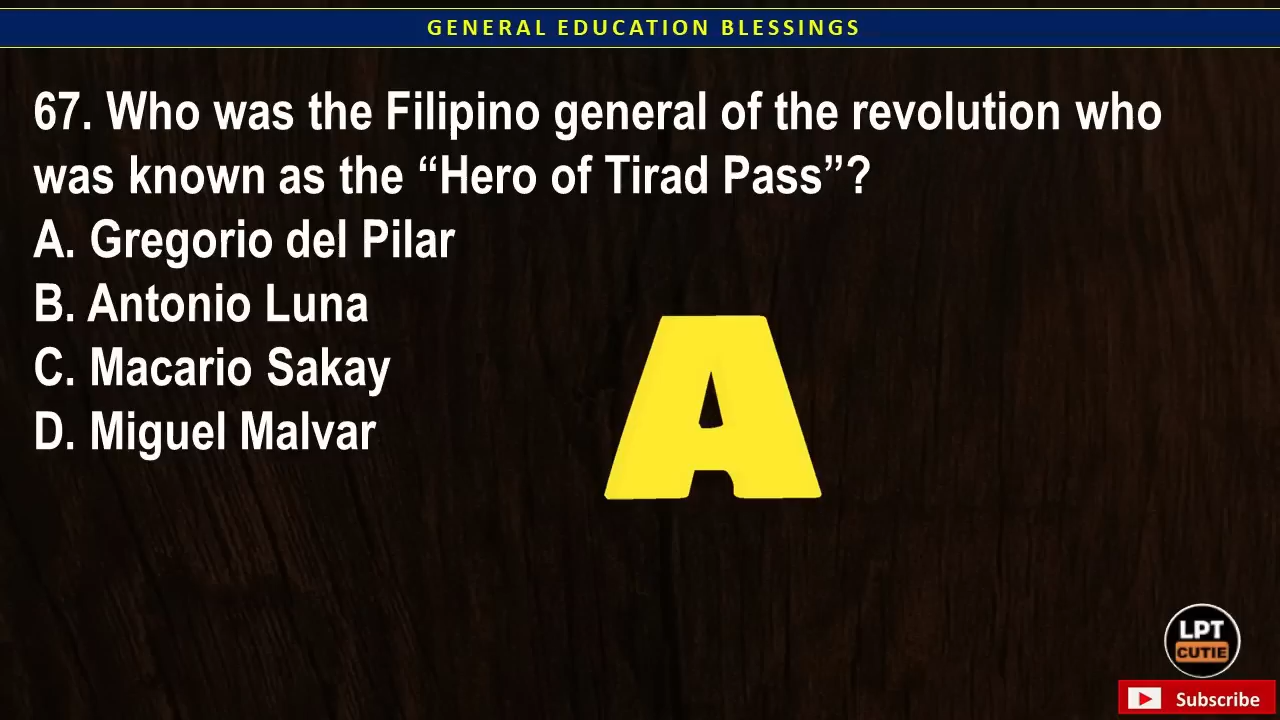 GENERAL EDUCATION BLESSINGS
67. Who was the Filipino general of the revolution who
was known as the “Hero of Tirad Pass”?
A. Gregorio del Pilar
B. Antonio Luna
C. Macario Sakay
D. Miguel Malvar
A
LPT
CUTIE
Subscribe